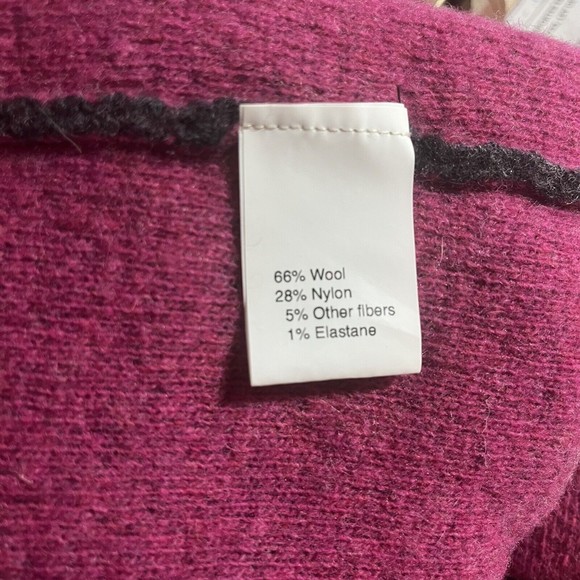 66% Wool
28% Nylon
5% Other fibers
1% Elastane